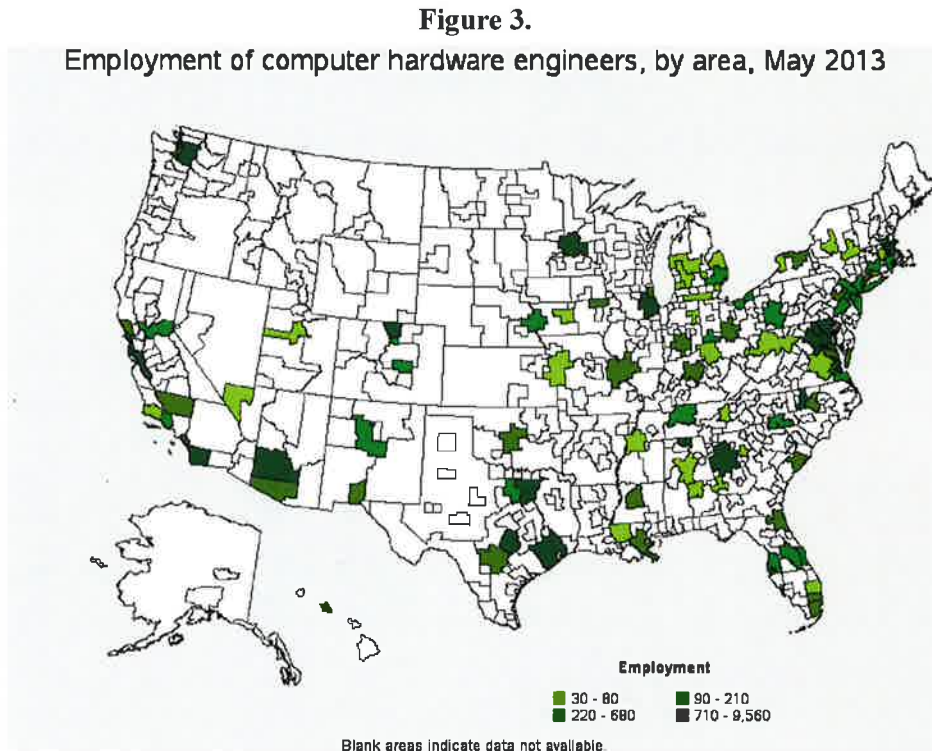 Figure 3.
Employment of computer hardware engineers, by area, May 2013
Employment
30 - 80
90 - 210
220 - 680
710 - 9,560
Blank areas indicate data not available.